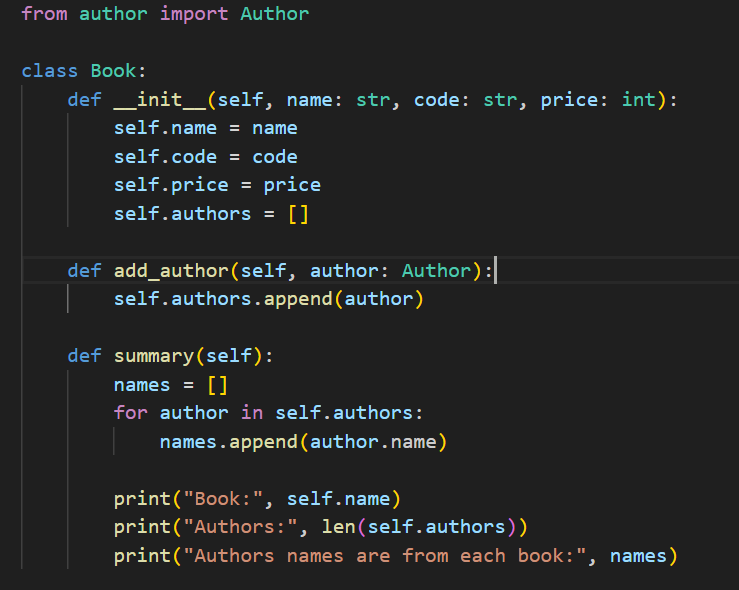 from author import Author
class Book:
    def __init__(self, name: str, code: str, price: int):
        self.name = name
        self.code = code
        self.price = price
        self.authors = []
    def add_author(self, author: Author):
        self.authors.append(author)
    def summary(self):
        names = []
        for author in self.authors:
            names.append(author.name)
        print("Book:", self.name)
        print("Authors:", len(self.authors))
        print("Authors names are from each book:", names)